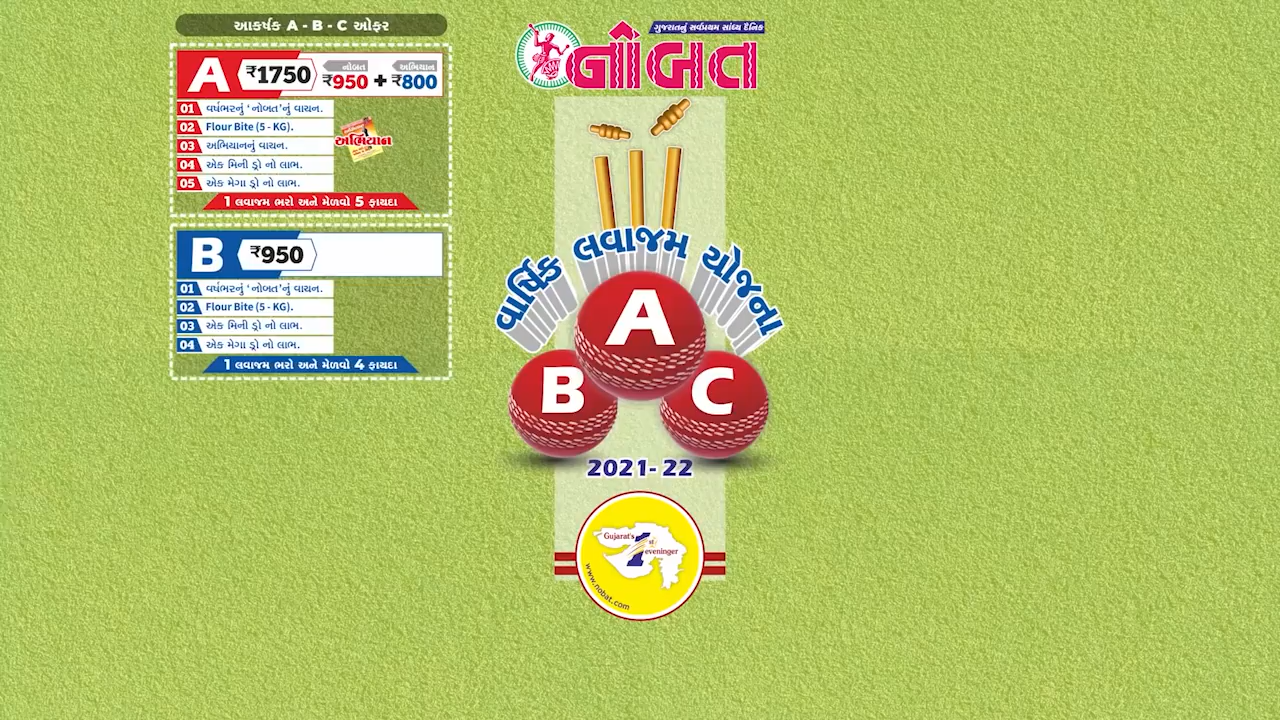 આકર્ષક A - B - C ઓફર
A ₹1750 નોબત ₹950 + અભિયાન ₹800
01 વર્ષભરનું 'નોબત'નું વાચન.
02 Flour Bite (5 - KG).
03 અભિયાનનું વાચન.
04 એક મિની ડ્રો નો લાભ.
05 એક મેગા ડ્રો નો લાભ.
અભિયાન
1 લવાજમ ભરો અને મેળવો 5 ફાયદા
B ₹950
01 વર્ષભરનું 'નોબત'નું વાચન.
02 Flour Bite (5 - KG).
03 એક મિની ડ્રો નો લાભ.
04 એક મેગા ડ્રો નો લાભ.
1 લવાજમ ભરો અને મેળવો 4 ફાયદા
ગુજરાતનું સર્વપ્રથમ સાંધ્ય દૈનિક
નોબત
વાર્ષિક લવાજમ યોજના
A
B C
2021- 22
Gujarat's 1st eveninger
www.nobat.com